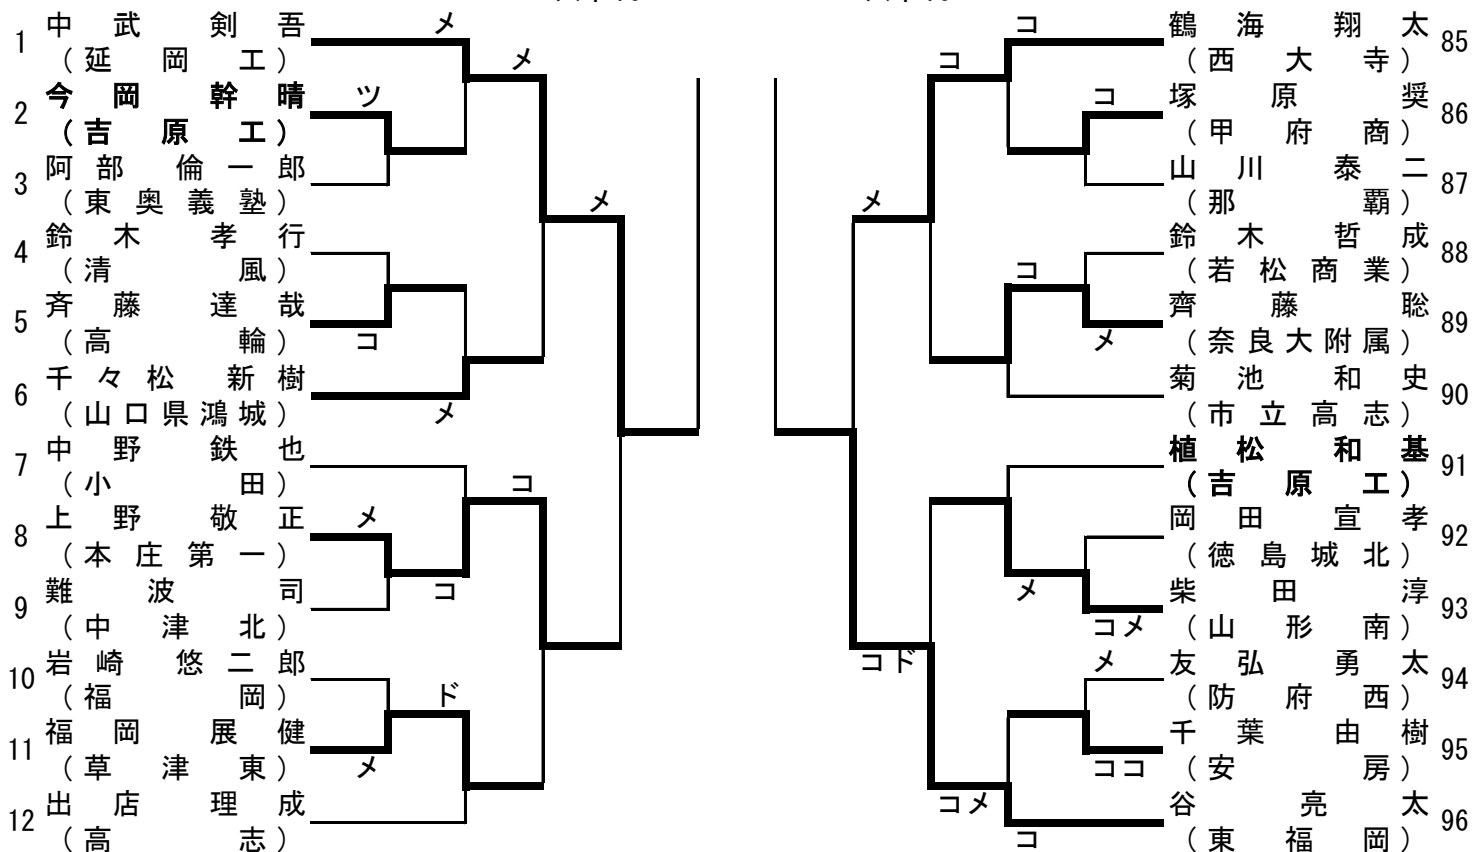 1 中武剣吾
(延岡工)
2 今岡幹晴
(吉原工)
3 阿部倫一郎
(東奥義塾)
4 鈴木孝行
(清風)
5 斉藤達哉
(高輪)
6 千々松新樹
(山口県鴻城)
7 中野鉄也
(小田)
8 上野敬正
(本庄第一)
9 難波司
(中津北)
10 岩崎悠二郎
(福岡)
11 福岡展健
(草津東)
12 出店理成
(高志)
メ
ツ
コ
メ
メ
コ
メ
ド
メ
コ
メ
鶴海翔太 85
(西大寺)
塚原奨 86
(甲府商)
山川泰二 87
(那覇)
鈴木哲成 88
(若松商業)
齊藤聡 89
(奈良大附属)
菊池和史 90
(市立高志)
植松和基 91
(吉原工)
岡田宣孝 92
(徳島城北)
柴田淳 93
(山形南)
友弘勇太 94
(防府西)
千葉由樹 95
(安房)
谷亮太 96
(東福岡)
コ
コ
コ
メ
コ
メ
メ
コメ
コド
メ
ココ
コメ
コ